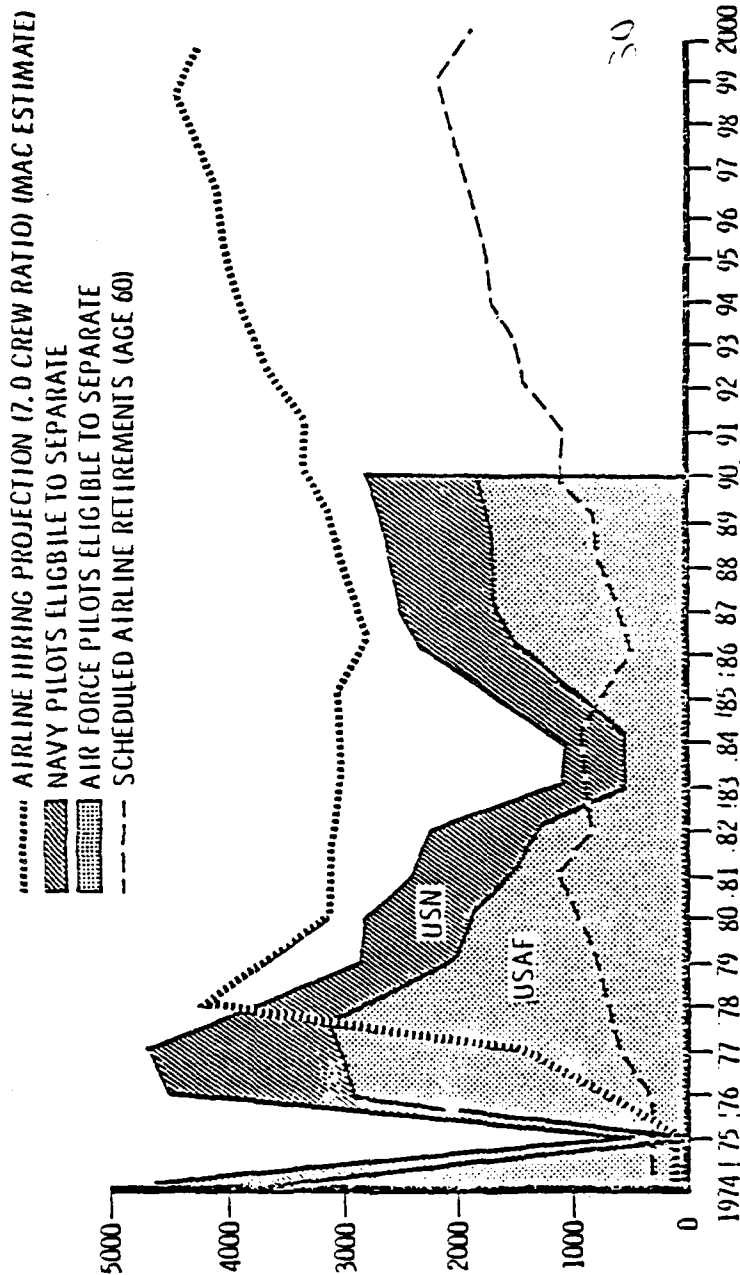 AIRLINE HIRING PROJECTION (7.0 CREW RATIO) (MAC ESTIMATE)
NAVY PILOTS ELIGBILE TO SEPARATE
AIR FORCE PILOTS ELIGIBLE TO SEPARATE
SCHEDULED AIRLINE RETIREMENTS (AGE 60)
5000
4000
3000
2000
1000
0
USN
USAF
1974 75 '76 77 78 79 80 .81 .82 '83 .84 '85 '86 87 88 89 90 91 92 93 94 95 96 97 98 99 2000